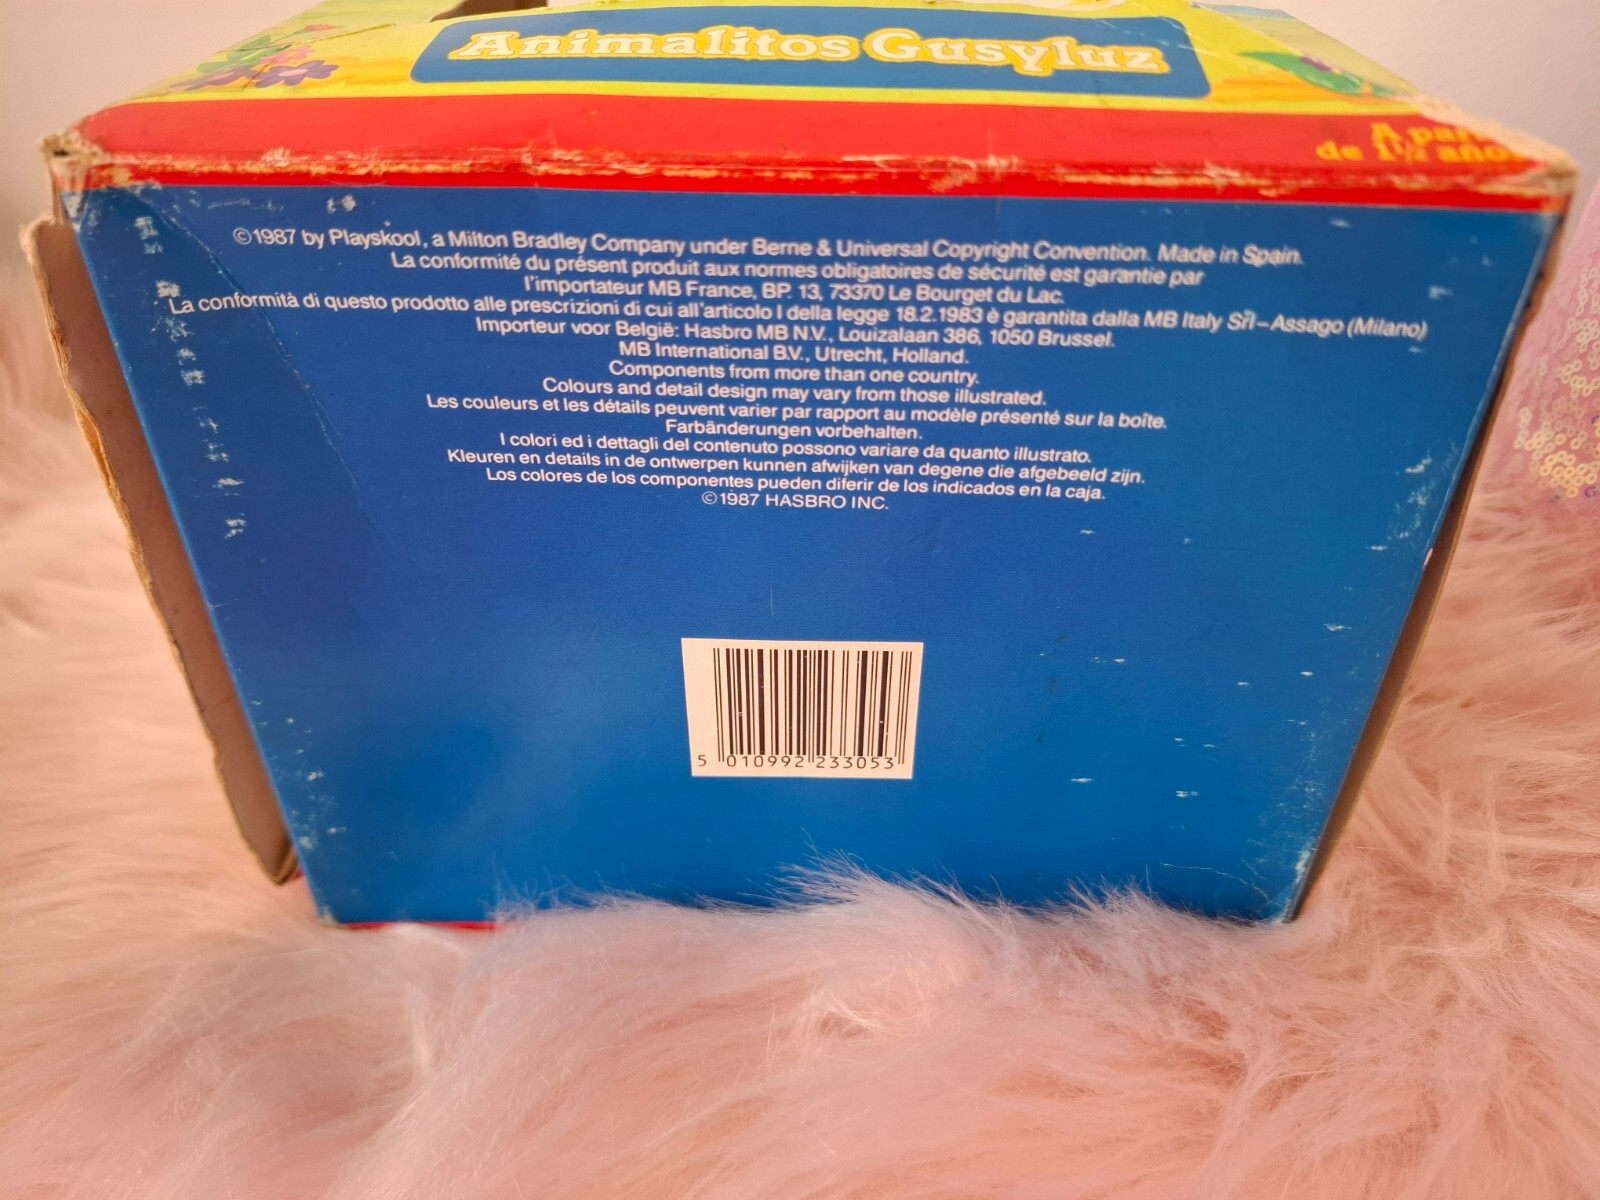 Animalitos Gusyluz
A
de 1½ años
©1987 by Playskool, a Milton Bradley Company under Berne & Universal Copyright Convention. Made in Spain.
La conformité du présent produit aux normes obligatoires de sécurité est garantie par
l'importateur MB France, BP. 13, 73370 Le Bourget du Lac.
La conformità di questo prodotto alle prescrizioni di cui all'articolo I della legge 18.2.1983 è garantita dalla MB Italy Srl – Assago (Milano)
Importeur voor België: Hasbro MB N.V., Louizalaan 386, 1050 Brussel.
MB International B.V., Utrecht, Holland.
Components from more than one country.
Colours and detail design may vary from those illustrated.
Les couleurs et les détails peuvent varier par rapport au modèle présenté sur la boîte.
Farbänderungen vorbehalten.
I colori ed i dettagli del contenuto possono variare da quanto illustrato.
Kleuren en details in de ontwerpen kunnen afwijken van degene die afgebeeld zijn.
Los colores de los componentes pueden diferir de los indicados en la caja.
©1987 HASBRO INC.
5 010992 233053